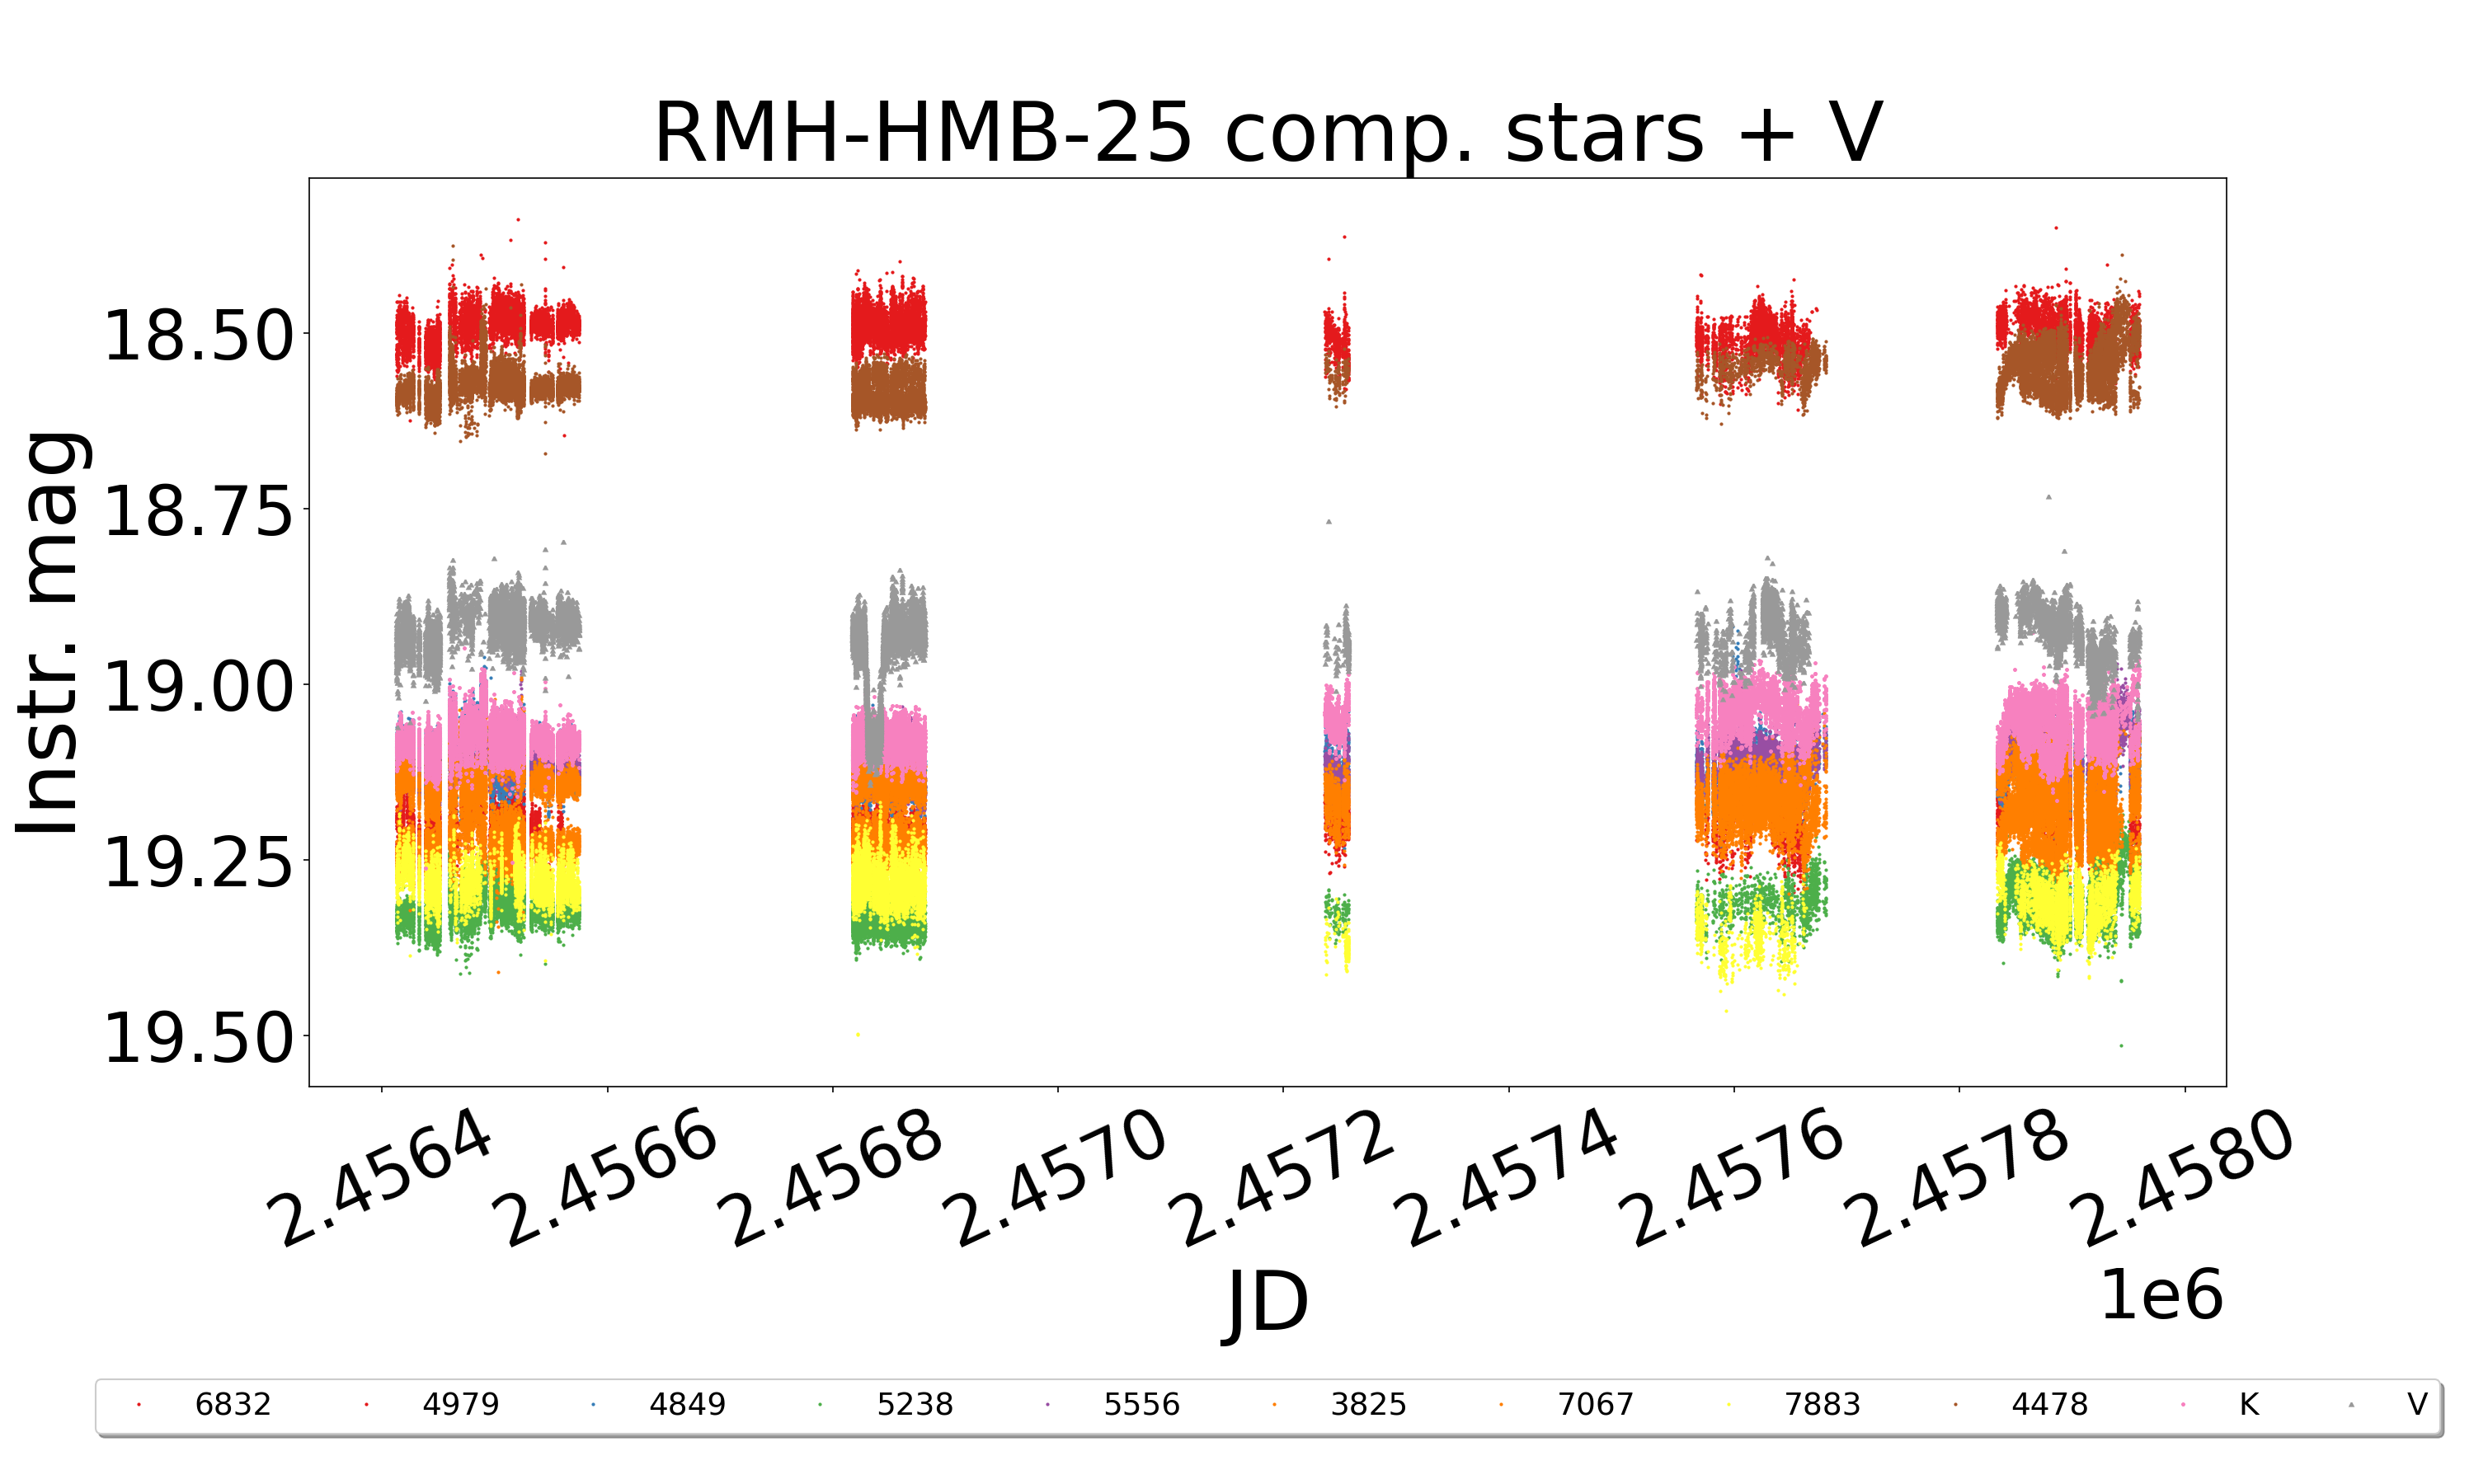 RMH-HMB-25 comp. stars + V
Instr. mag
18.50
18.75
19.00
19.25
19.50
2.4564 2.4566 2.4568 2.4570 2.4572 2.4574 2.4576 2.4578 2.4580
JD
1e6
6832 4979 4849 5238 5556 3825 7067 7883 4478 K V